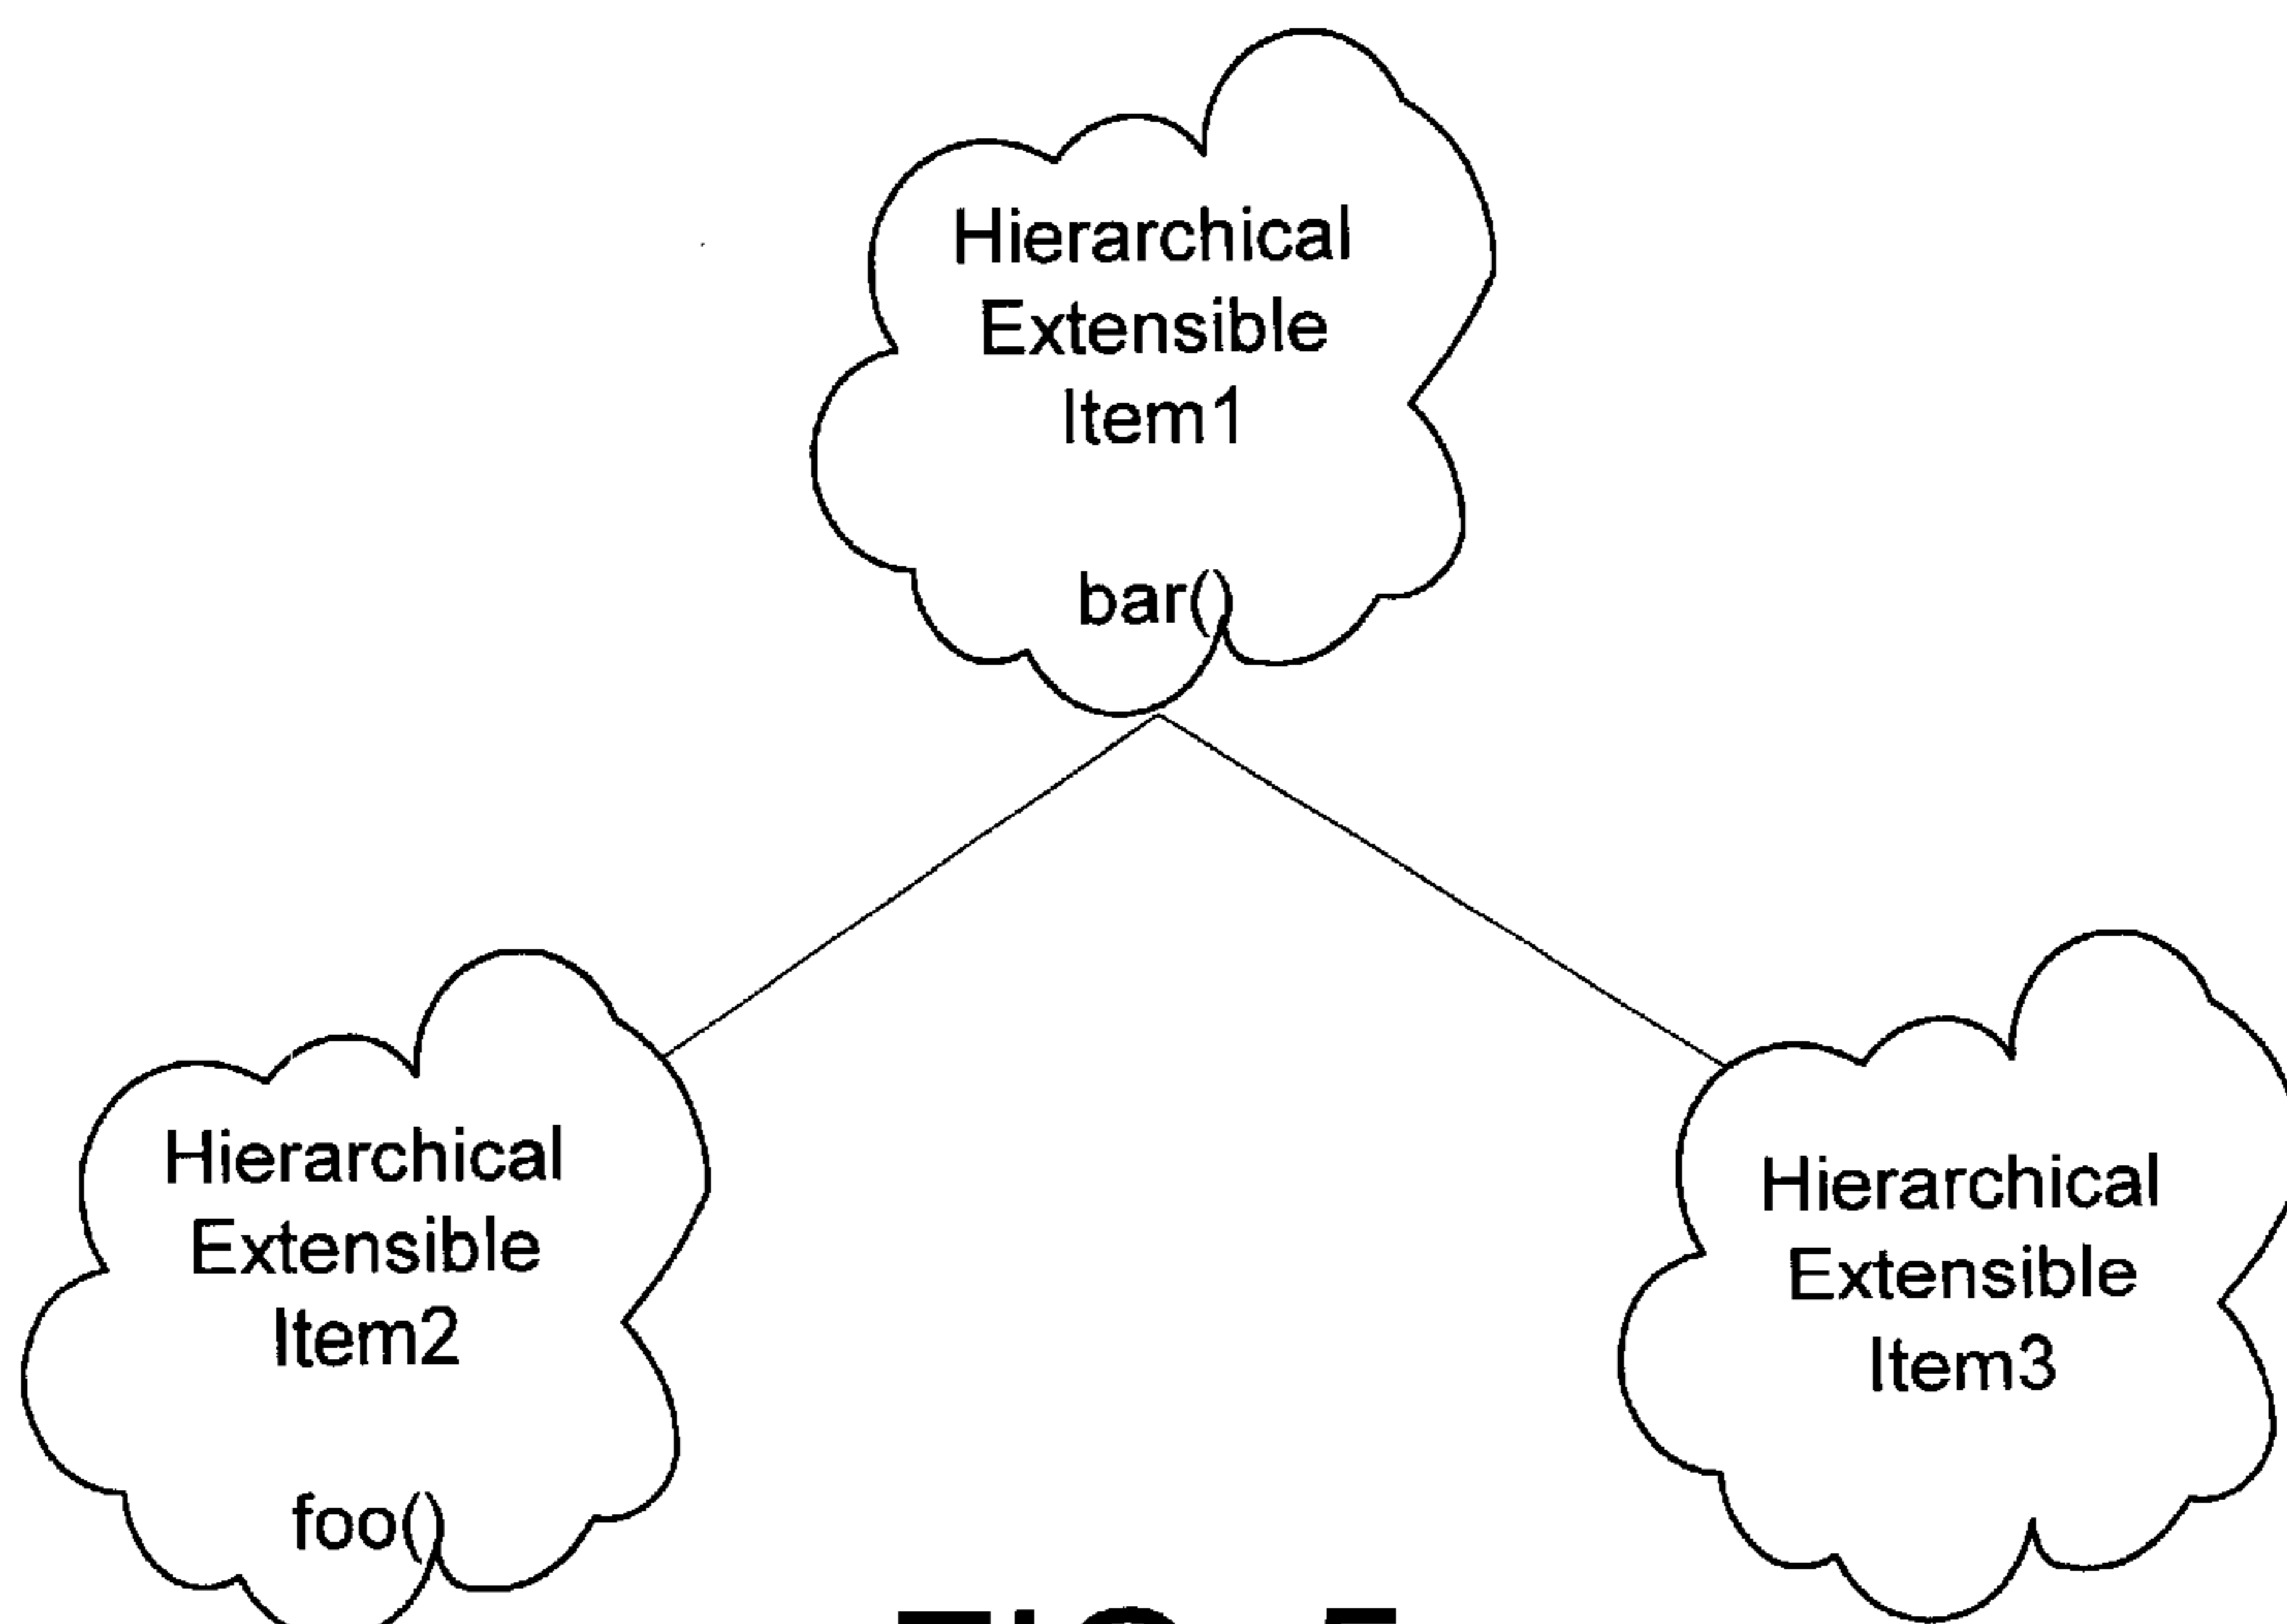 Hierarchical
Extensible
Item1
bar()
Hierarchical
Extensible
Item2
foo()
Hierarchical
Extensible
Item3